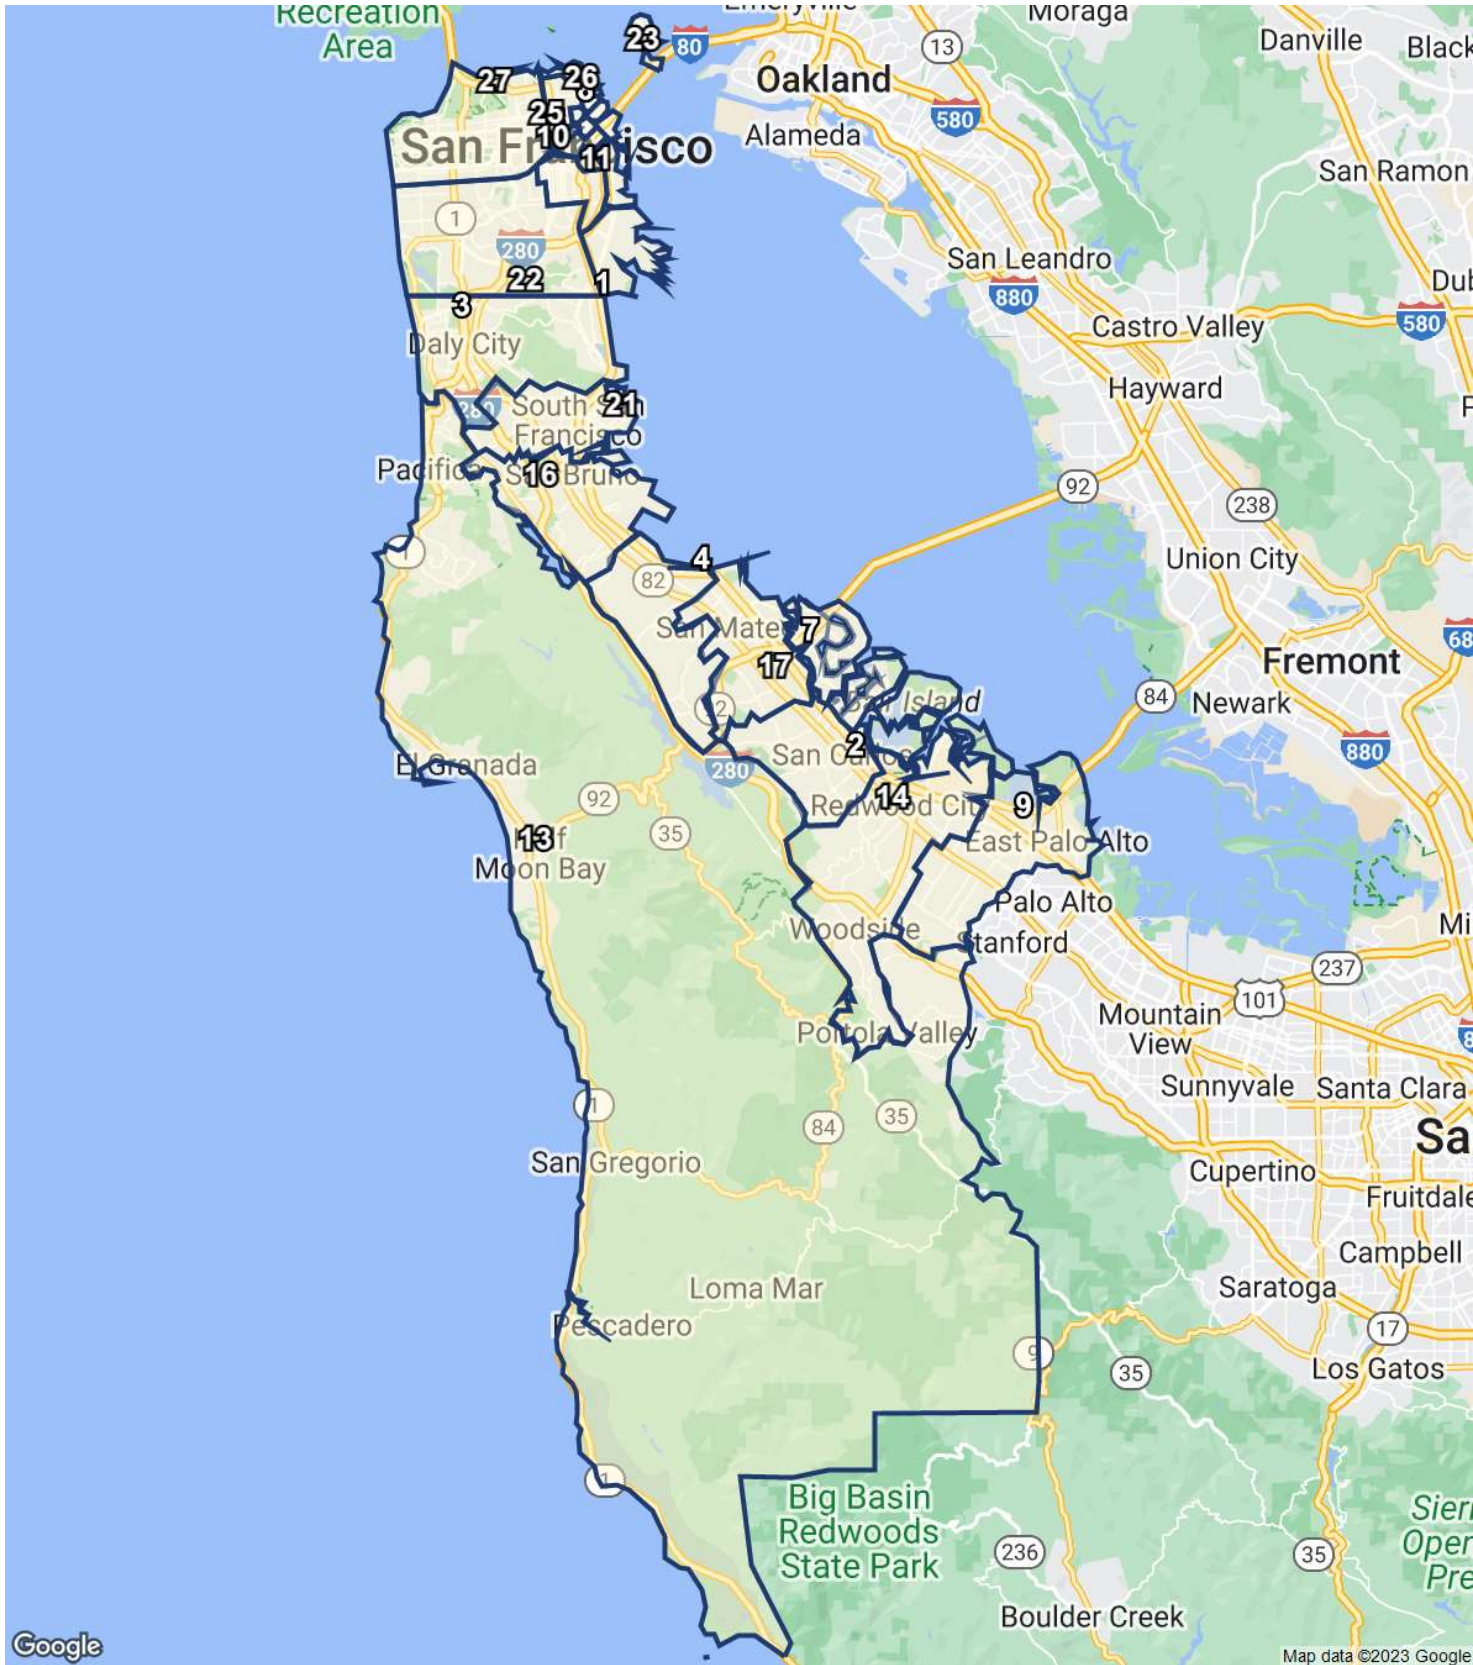 Recreation
Area
Moraga
23
80
13
Danville
27
26
8
Oakland
580
25
10
San Francisco
11
Alameda
San Ramon
1
280
22
1
San Leandro
880
3
Castro Valley
580
Daly City
280
21
South San
Francisco
Hayward
Pacifica
16
San Bruno
92
238
1
4
82
Union City
San Mateo
7
17
Fremont
84
Newark
880
2
San Carlos
El Granada
280
92
14
Redwood City
9
35
13
Half
Moon Bay
East Palo Alto
Palo Alto
Woodside
Stanford
237
101
Mountain
View
Portola Valley
Sunnyvale
Santa Clara
1
84
35
San Gregorio
Cupertino
Campbell
Loma Mar
Saratoga
Pescadero
17
9
35
Los Gatos
1
Big Basin
Redwoods
State Park
236
35
Boulder Creek
Google
Map data ©2023 Google